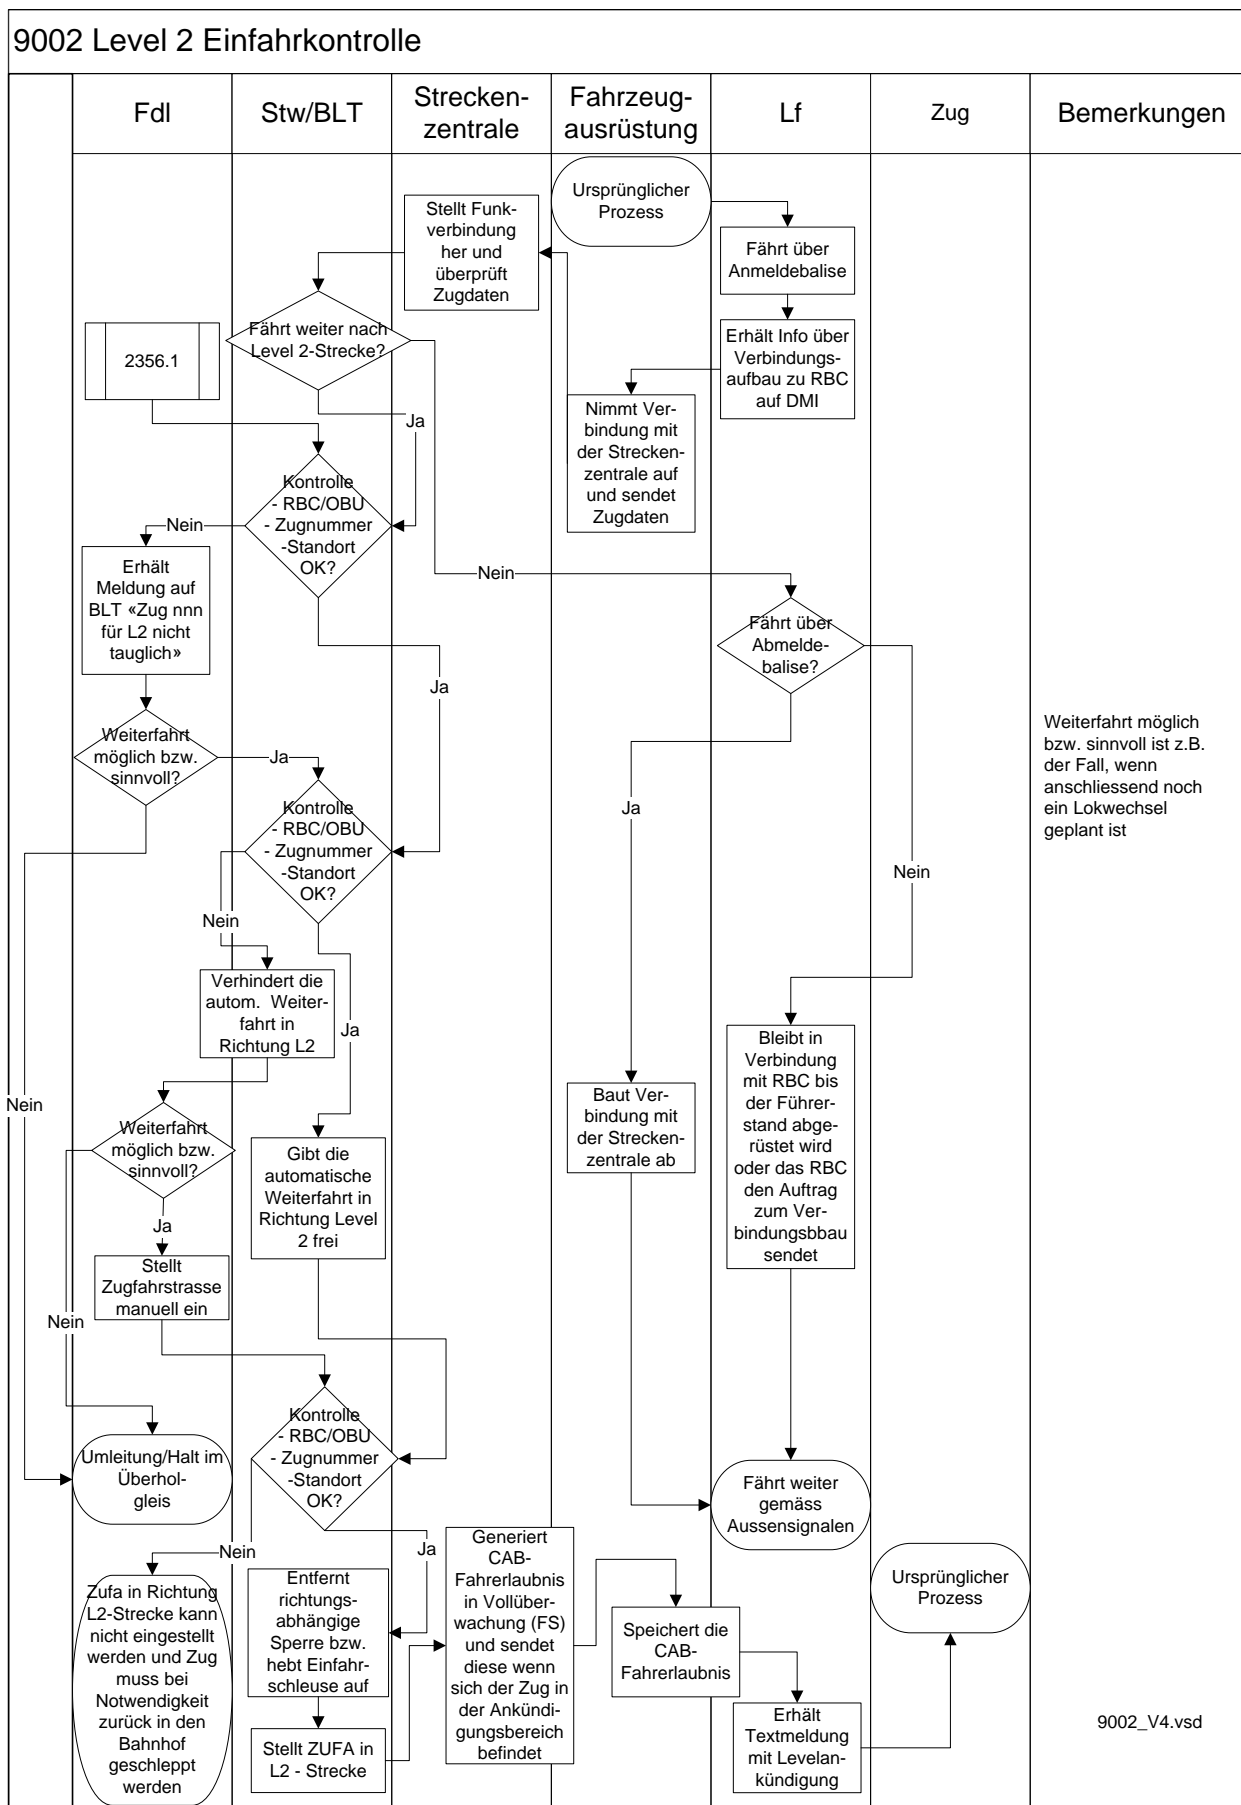 9002 Level 2 Einfahrkontrolle
Fdl
Stw/BLT
Strecken-
zentrale
Fahrzeug-
ausrüstung
Lf
Zug
Bemerkungen
Ursprünglicher
Prozess
Stellt Funk-
verbindung
her und
überprüft
Zugdaten
Fährt über
Anmeldebalise
Fährt weiter nach
Level 2-Strecke?
2356.1
Erhält Info über
Verbindungs-
aufbau zu RBC
auf DMI
Nimmt Ver-
bindung mit
der Strecken-
zentrale auf
und sendet
Zugdaten
Ja
Kontrolle
- RBC/OBU
- Zugnummer
-Standort
OK?
Nein
Erhält
Meldung auf
BLT «Zug nnn
für L2 nicht
tauglich»
Nein
Fährt über
Abmelde-
balise?
Ja
Weiterfahrt
möglich bzw.
sinnvoll?
Ja
Weiterfahrt möglich
bzw. sinnvoll ist z.B.
der Fall, wenn
anschliessend noch
ein Lokwechsel
geplant ist
Kontrolle
- RBC/OBU
- Zugnummer
-Standort
OK?
Ja
Nein
Nein
Verhindert die
autom. Weiter-
fahrt in
Richtung L2
Ja
Bleibt in
Verbindung
mit RBC bis
der Führer-
stand abge-
rüstet wird
oder das RBC
den Auftrag
zum Ver-
bindungsbbau
sendet
Nein
Baut Ver-
bindung mit
der Strecken-
zentrale ab
Weiterfahrt
möglich bzw.
sinnvoll?
Gibt die
automatische
Weiterfahrt in
Richtung Level
2 frei
Ja
Stellt
Zugfahrstrasse
manuell ein
Nein
Kontrolle
- RBC/OBU
- Zugnummer
-Standort
OK?
Umleitung/Halt im
Überhol-
gleis
Fährt weiter
gemäss
Aussensignalen
Nein
Ja
Generiert
CAB-
Fahrerlaubnis
in Vollüber-
wachung (FS)
und sendet
diese wenn
sich der Zug in
der Ankündi-
digungsbereich
befindet
Ursprünglicher
Prozess
Zufa in Richtung
L2-Strecke kann
nicht eingestellt
werden und Zug
muss bei
Notwendigkeit
zurück in den
Bahnhof
geschleppt
werden
Entfernt
richtungs-
abhängige
Sperre bzw.
hebt Einfahr-
schleuse auf
Speichert die
CAB-
Fahrerlaubnis
Stellt ZUFA in
L2 - Strecke
Erhält
Textmeldung
mit Levelan-
kündigung
9002_V4.vsd